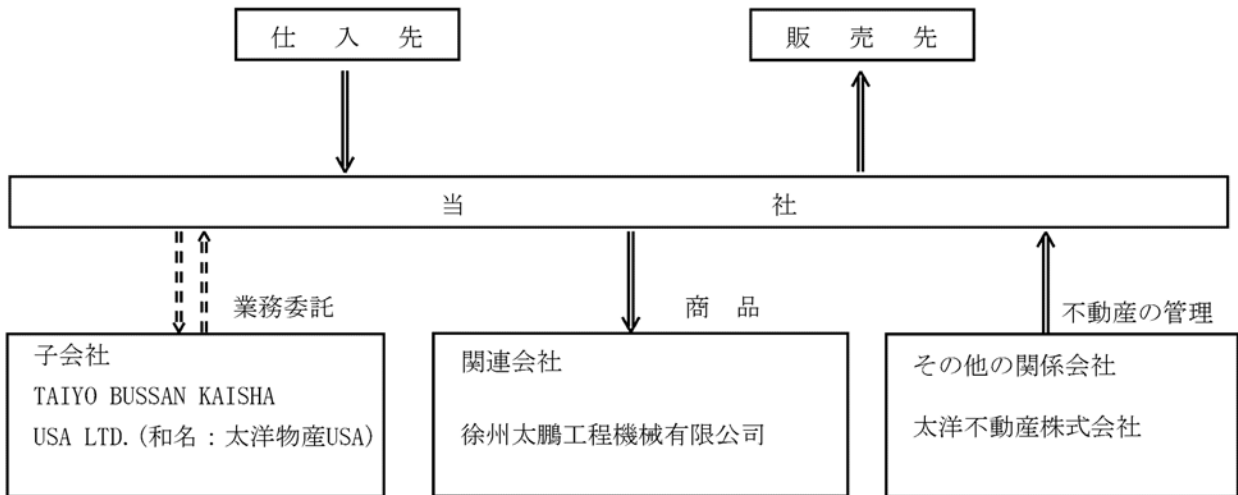 仕 入 先
販 売 先
当 社
業務委託
商 品
不動産の管理
子会社
TAIYO BUSSAN KAISHA
USA LTD.(和名：太洋物産USA)
関連会社
徐州太鵬工程機械有限公司
その他の関係会社
太洋不動産株式会社